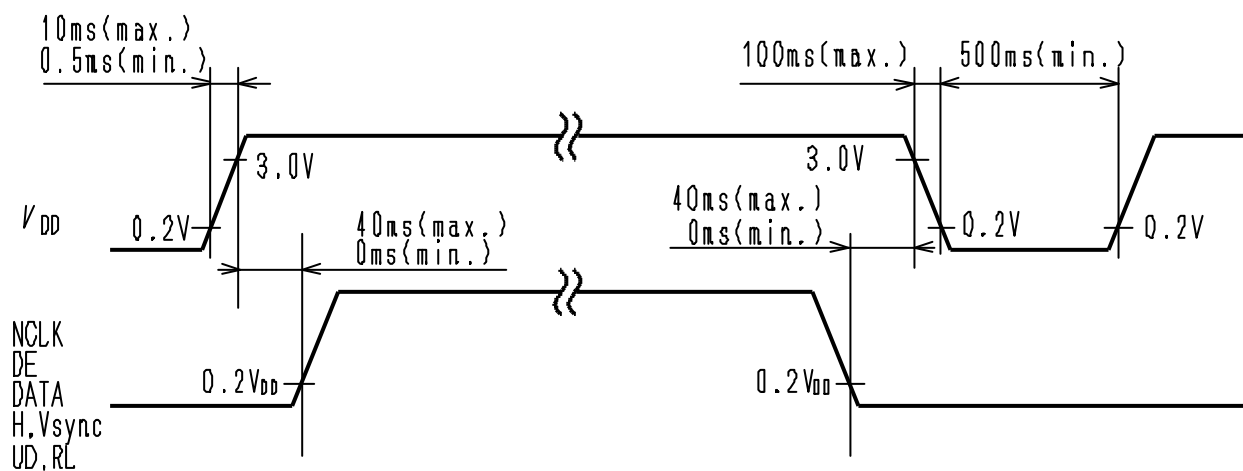 10ms(max.)
0.5ms(min.)
100ms(max.)
500ms(min.)
3.0V
3.0V
VDD
0.2V
40ms(max.)
0ms(min.)
40ms(max.)
0ms(min.)
0.2V
0.2V
NCLK
DE
DATA
H,Vsync
UD,RL
0.2VDD
0.2VDD